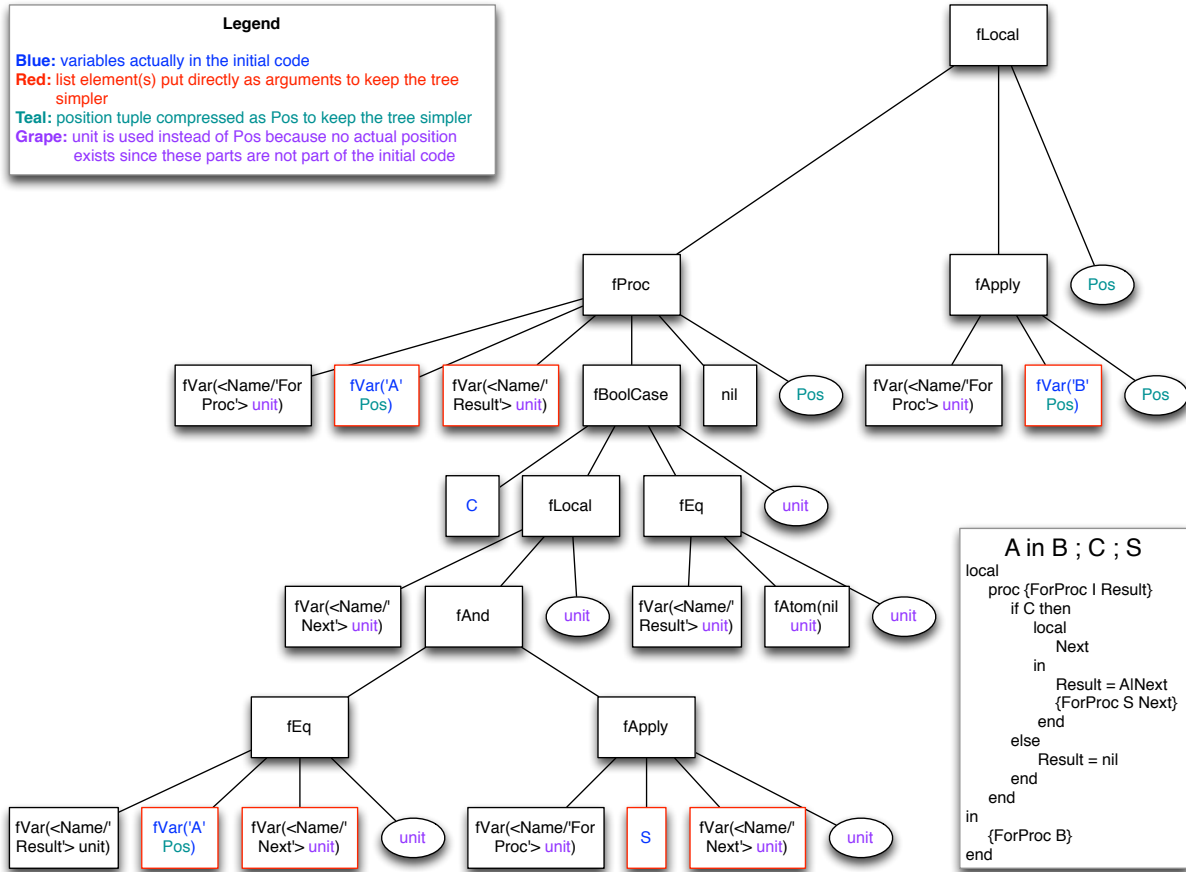 Legend
Blue: variables actually in the initial code
Red: list element(s) put directly as arguments to keep the tree
simpler
Teal: position tuple compressed as Pos to keep the tree simpler
Grape: unit is used instead of Pos because no actual position
exists since these parts are not part of the initial code
fLocal
fProc
fApply
Pos
fVar(<Name/'For
Proc'> unit)
fVar('A'
Pos)
fVar(<Name/'
Result'> unit)
fBoolCase
nil
Pos
fVar(<Name/'For
Proc'> unit)
fVar('B'
Pos)
Pos
C
fLocal
fEq
unit
fVar(<Name/'
Next'> unit)
fAnd
unit
fVar(<Name/'
Result'> unit)
fAtom(nil
unit)
unit
fEq
fApply
fVar(<Name/'
Result'> unit)
fVar('A'
Pos)
fVar(<Name/'
Next'> unit)
unit
fVar(<Name/'For
Proc'> unit)
S
fVar(<Name/'
Next'> unit)
unit
A in B ; C ; S
local
proc {ForProc I Result}
if C then
local
Next
in
Result = A|Next
{ForProc S Next}
end
else
Result = nil
end
end
in
{ForProc B}
end